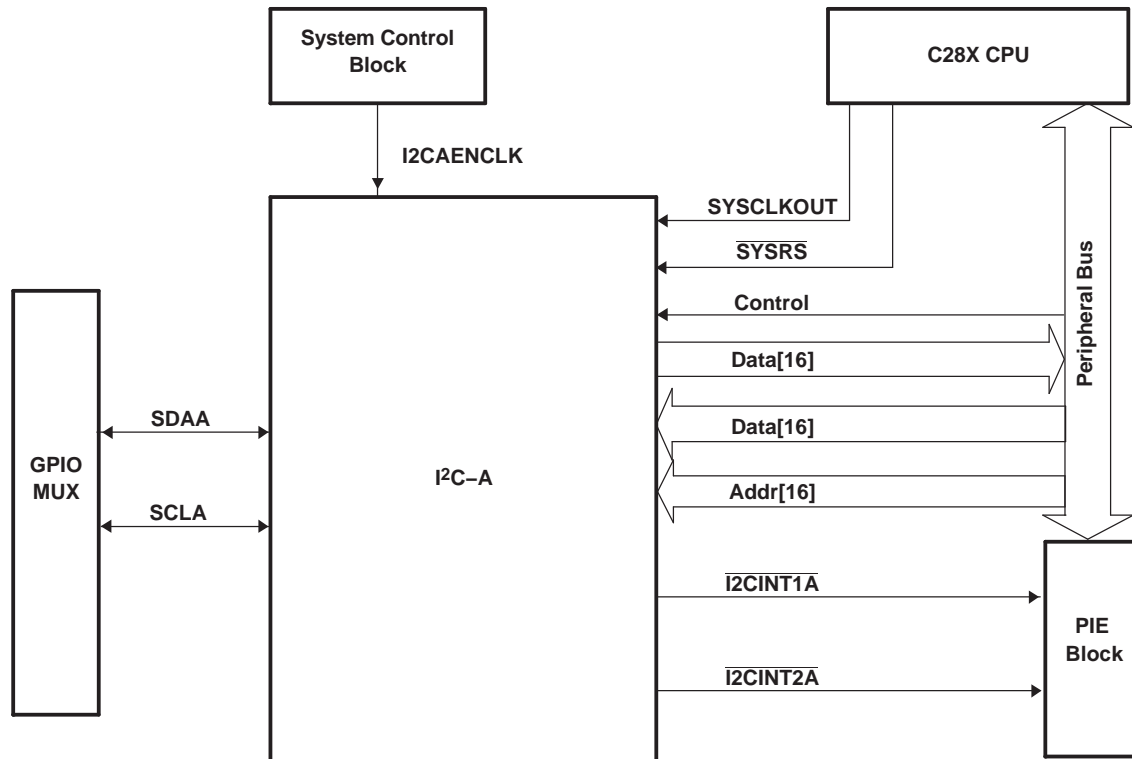 System Control
Block
C28X CPU
I2CAENCLK
SYSCLKOUT
SYSRS
Control
Data[16]
Data[16]
Addr[16]
Peripheral Bus
GPIO
MUX
SDAA
SCLA
I²C–A
I2CINT1A
I2CINT2A
PIE
Block